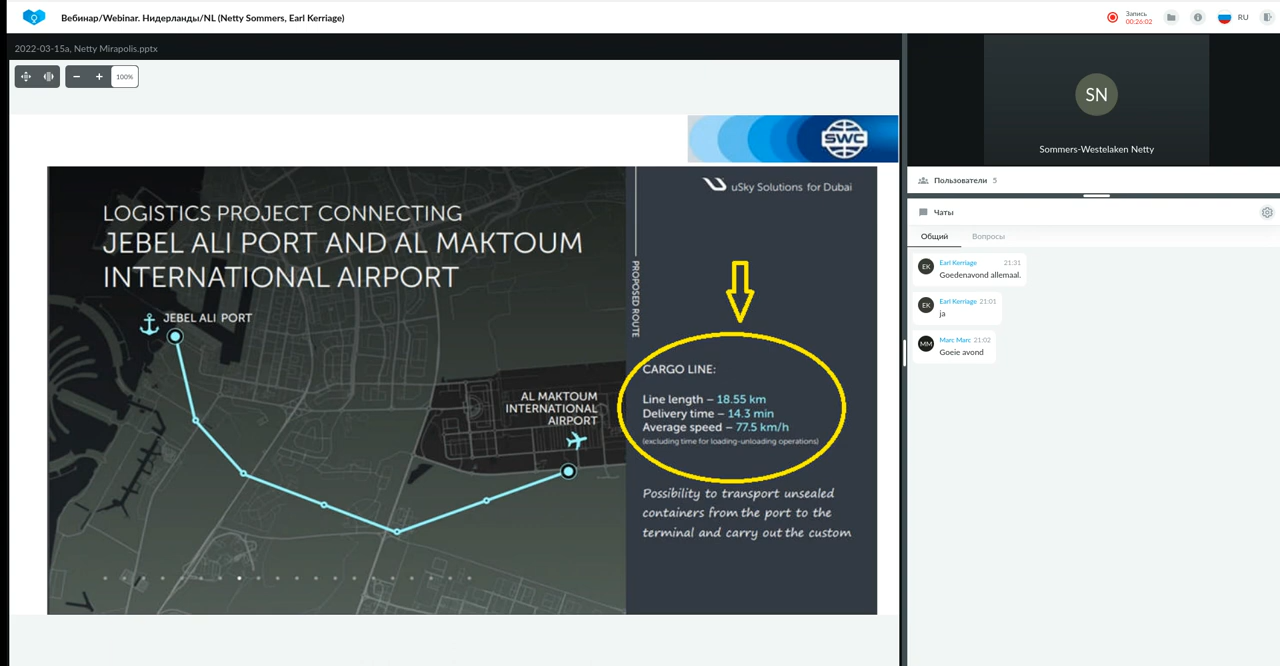 Вебинар/Webinar. Нидерланды/NL (Netty Sommers, Earl Kerriage)
Запись
00:26:02
RU
2022-03-15a, Netty Mirapolis.pptx
100%
SWC
uSky Solutions for Dubai
LOGISTICS PROJECT CONNECTING
JEBEL ALI PORT AND AL MAKTOUM
INTERNATIONAL AIRPORT
JEBEL ALI PORT
AL MAKTOUM
INTERNATIONAL
AIRPORT
PROPOSED ROUTE
CARGO LINE:
Line length – 18.55 km
Delivery time – 14.3 min
Average speed – 77.5 km/h
(excluding time for loading-unloading operations)
Possibility to transport unsealed
containers from the port to the
terminal and carry out the custom
SN
Sommers-Westelaken Netty
Пользователи 5
Чаты
Общий Вопросы
EK
Earl Kerriage 21:31
Goedenavond allemaal.
EK
Earl Kerriage 21:01
ja
MM
Marc Marc 21:02
Goeie avond